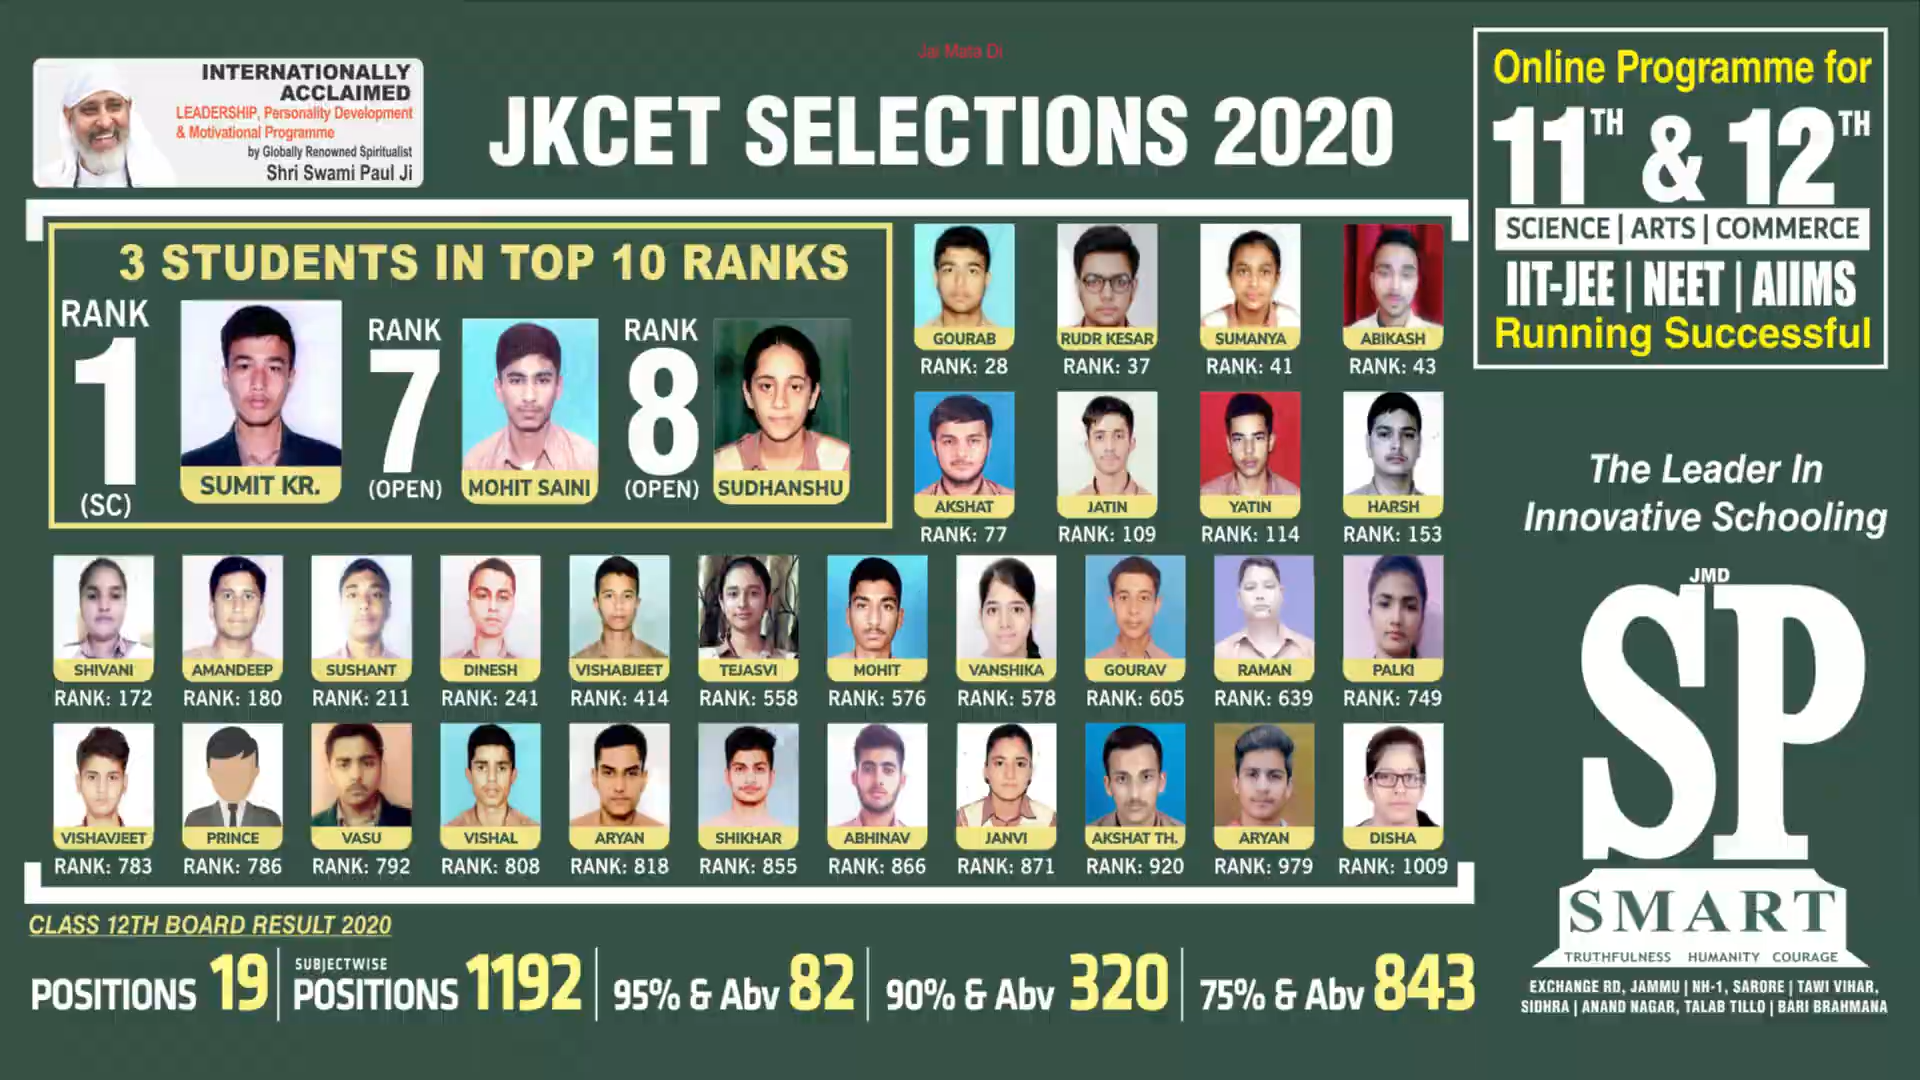 Jai Mata Di
INTERNATIONALLY
ACCLAIMED
LEADERSHIP, Personality Development
& Motivational Programme
by Globally Renowned Spiritualist
Shri Swami Paul Ji
JKCET SELECTIONS 2020
Online Programme for
11TH & 12TH
SCIENCE | ARTS | COMMERCE
IIT-JEE | NEET | AIIMS
Running Successful
3 STUDENTS IN TOP 10 RANKS
RANK
1
(SC)
SUMIT KR.
RANK
7
(OPEN)
MOHIT SAINI
RANK
8
(OPEN)
SUDHANSHU
GOURAB RUDR KESAR SUMANYA ABIKASH
RANK: 28 RANK: 37 RANK: 41 RANK: 43
AKSHAT JATIN YATIN HARSH
RANK: 77 RANK: 109 RANK: 114 RANK: 153
SHIVANI AMANDEEP SUSHANT DINESH VISHABJEET TEJASVI MOHIT VANSHIKA GOURAV RAMAN PALKI
RANK: 172 RANK: 180 RANK: 211 RANK: 241 RANK: 414 RANK: 558 RANK: 576 RANK: 578 RANK: 605 RANK: 639 RANK: 749
VISHAVJEET PRINCE VASU VISHAL ARYAN SHIKHAR ABHINAV JANVI AKSHAT TH. ARYAN DISHA
RANK: 783 RANK: 786 RANK: 792 RANK: 808 RANK: 818 RANK: 855 RANK: 866 RANK: 871 RANK: 920 RANK: 979 RANK: 1009
The Leader In
Innovative Schooling
JMD
SP
SMART
TRUTHFULNESS HUMANITY COURAGE
EXCHANGE RD, JAMMU | NH-1, SARORE | TAWI VIHAR,
SIDHRA | ANAND NAGAR, TALAB TILLO | BARI BRAHMANA
CLASS 12TH BOARD RESULT 2020
POSITIONS 19
SUBJECTWISE
POSITIONS 1192
95% & Abv 82
90% & Abv 320
75% & Abv 843